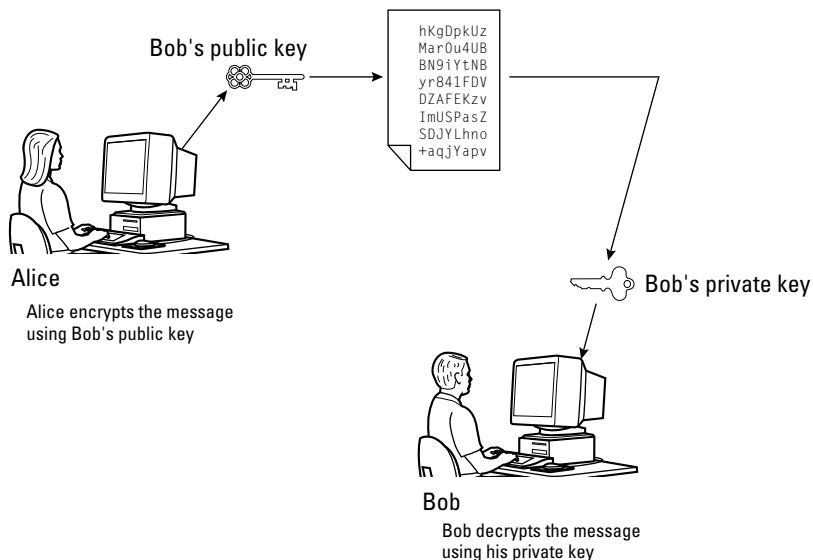 Bob's public key
hKgDpkUz
MarOu4UB
BN9iYtNB
yr841FDV
DZAFEKzv
ImUSPasZ
SDJYLhno
+aqjYapv
Alice
Alice encrypts the message
using Bob's public key
Bob's private key
Bob
Bob decrypts the message
using his private key